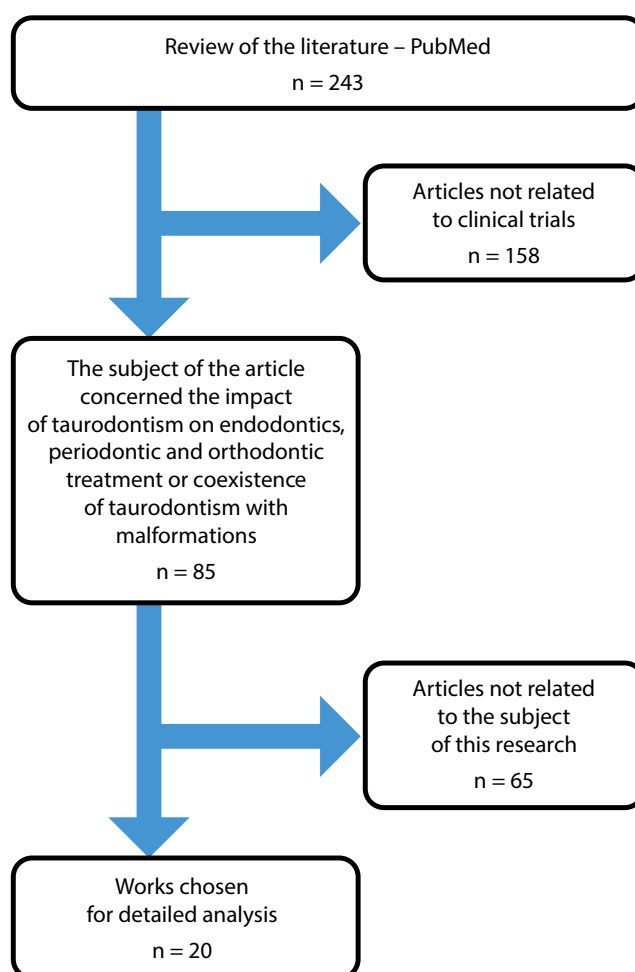 Review of the literature – PubMed
n = 243
Articles not related
to clinical trials
n = 158
The subject of the article
concerned the impact
of taurodontism on endodontics,
periodontic and orthodontic
treatment or coexistence
of taurodontism with
malformations
n = 85
Articles not related
to the subject
of this research
n = 65
Works chosen
for detailed analysis
n = 20